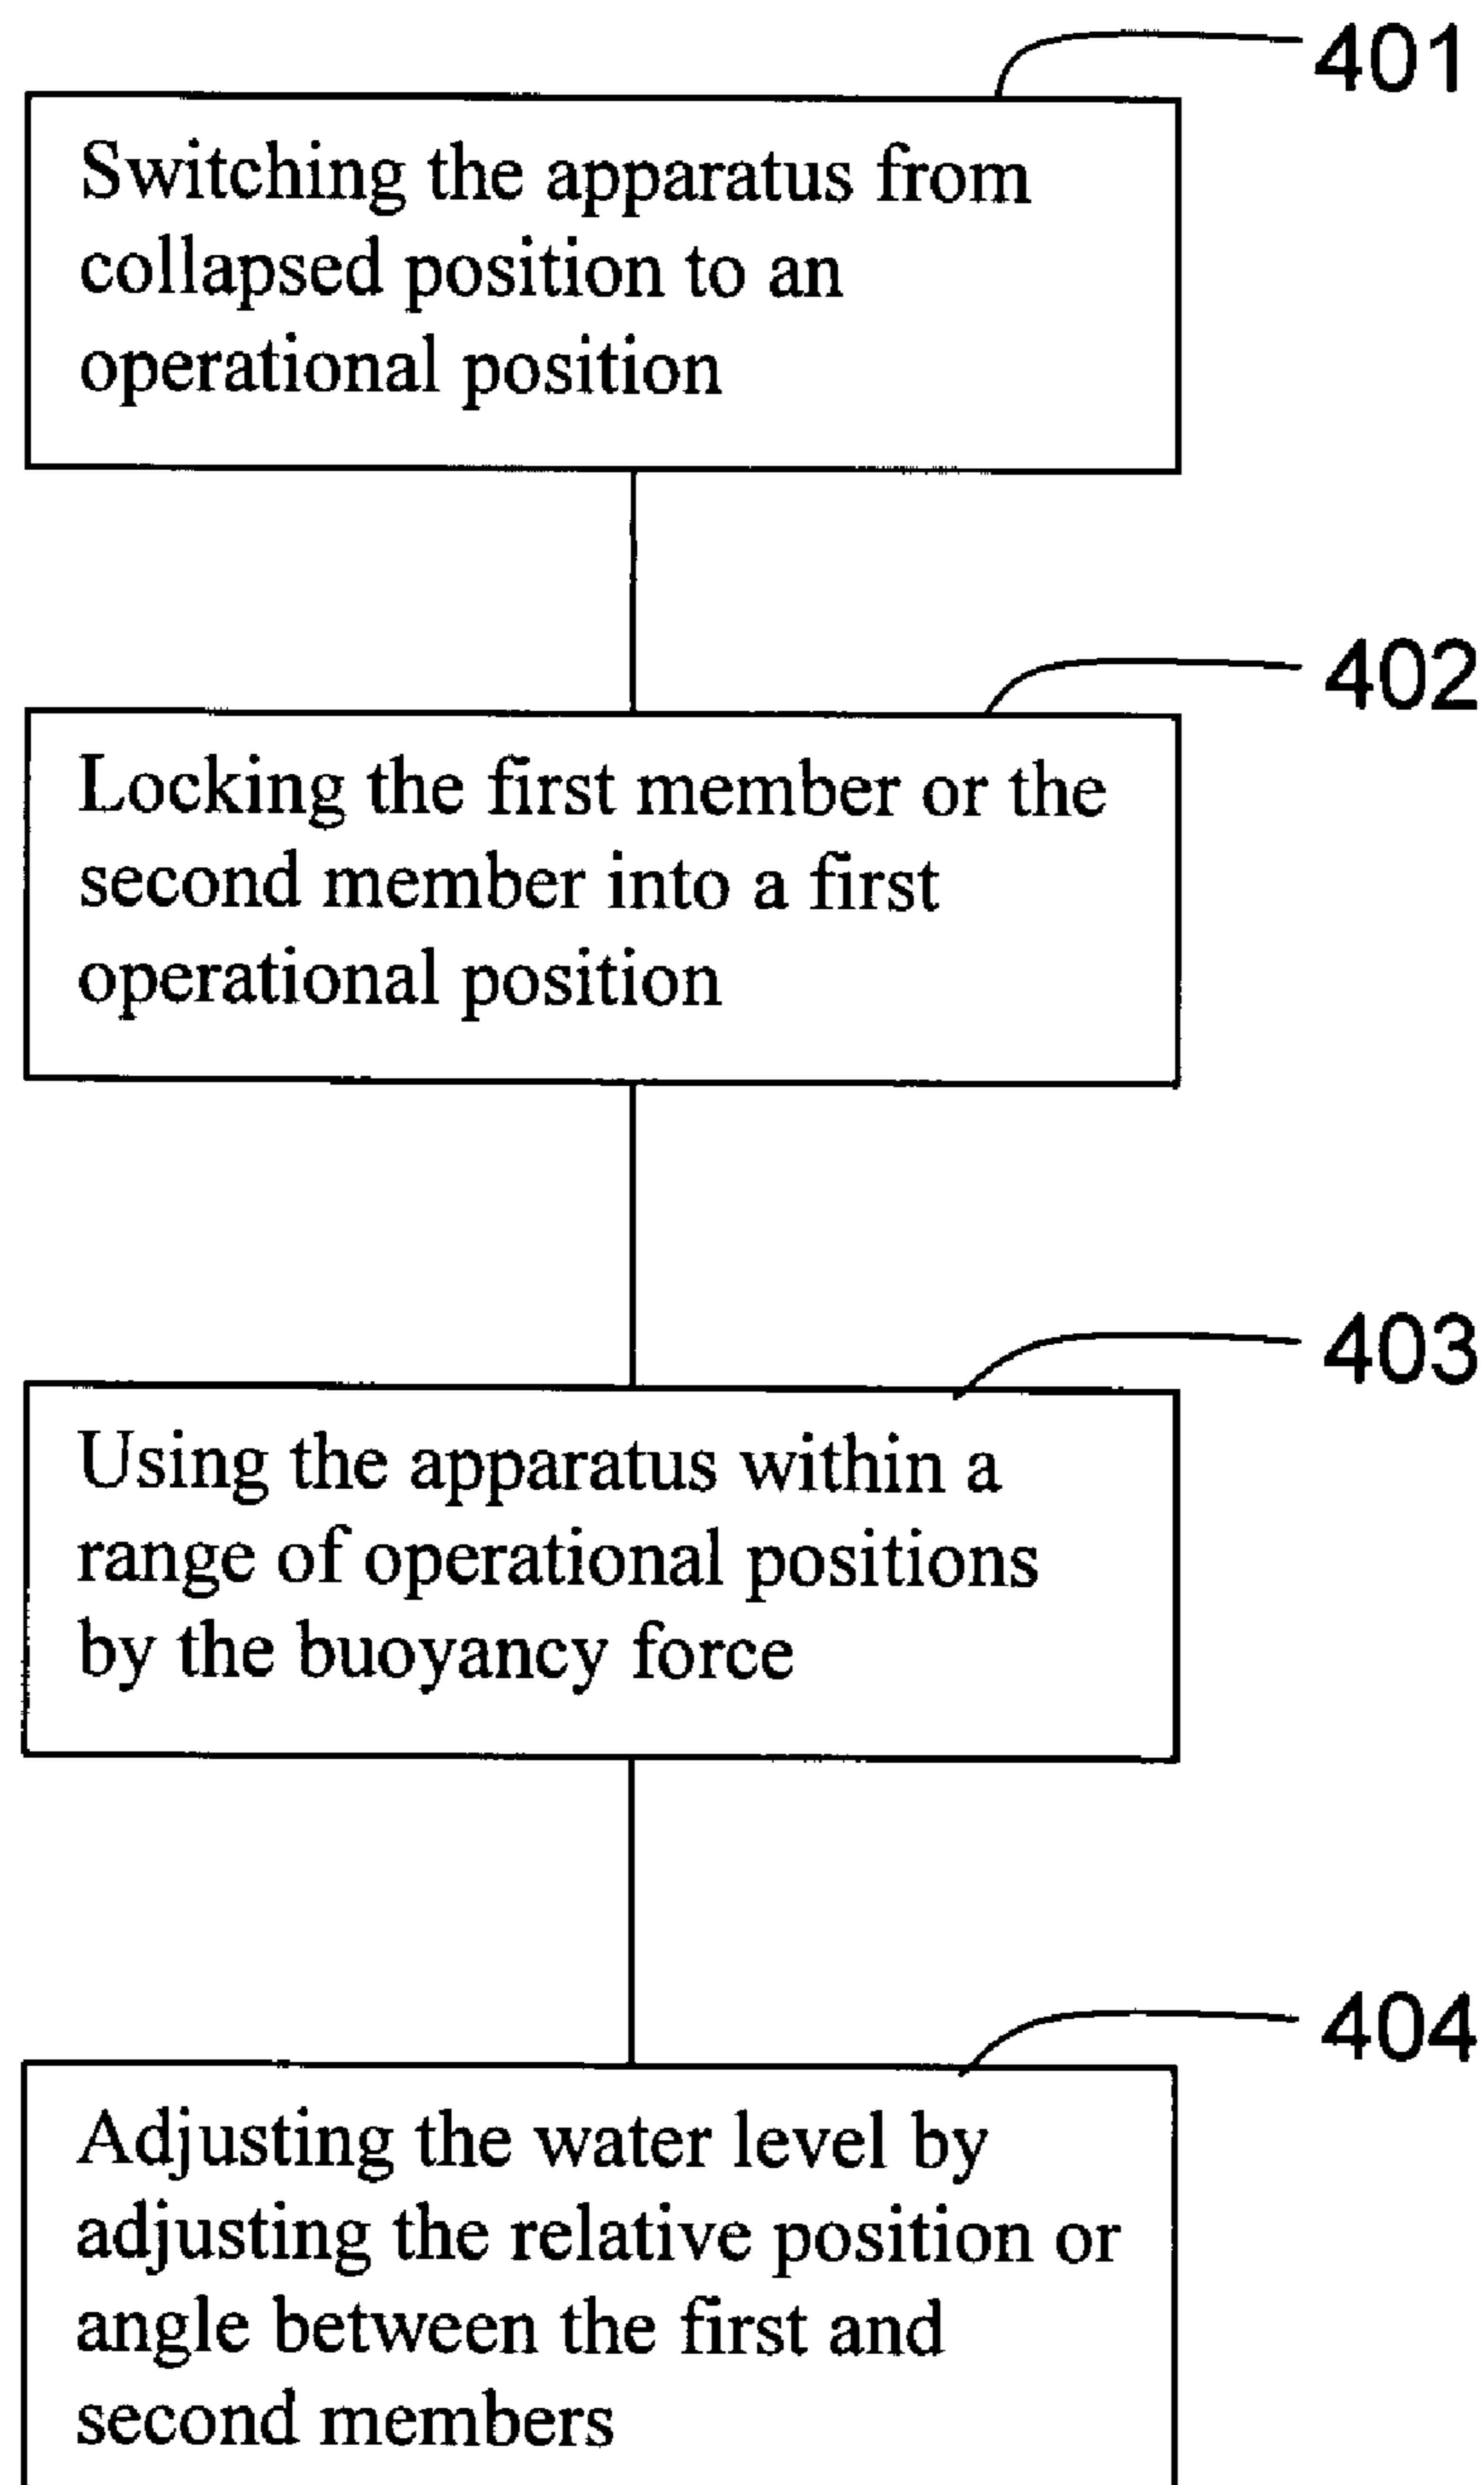 401
Switching the apparatus from
collapsed position to an
operational position
402
Locking the first member or the
second member into a first
operational position
403
Using the apparatus within a
range of operational positions
by the buoyancy force
404
Adjusting the water level by
adjusting the relative position or
angle between the first and
second members